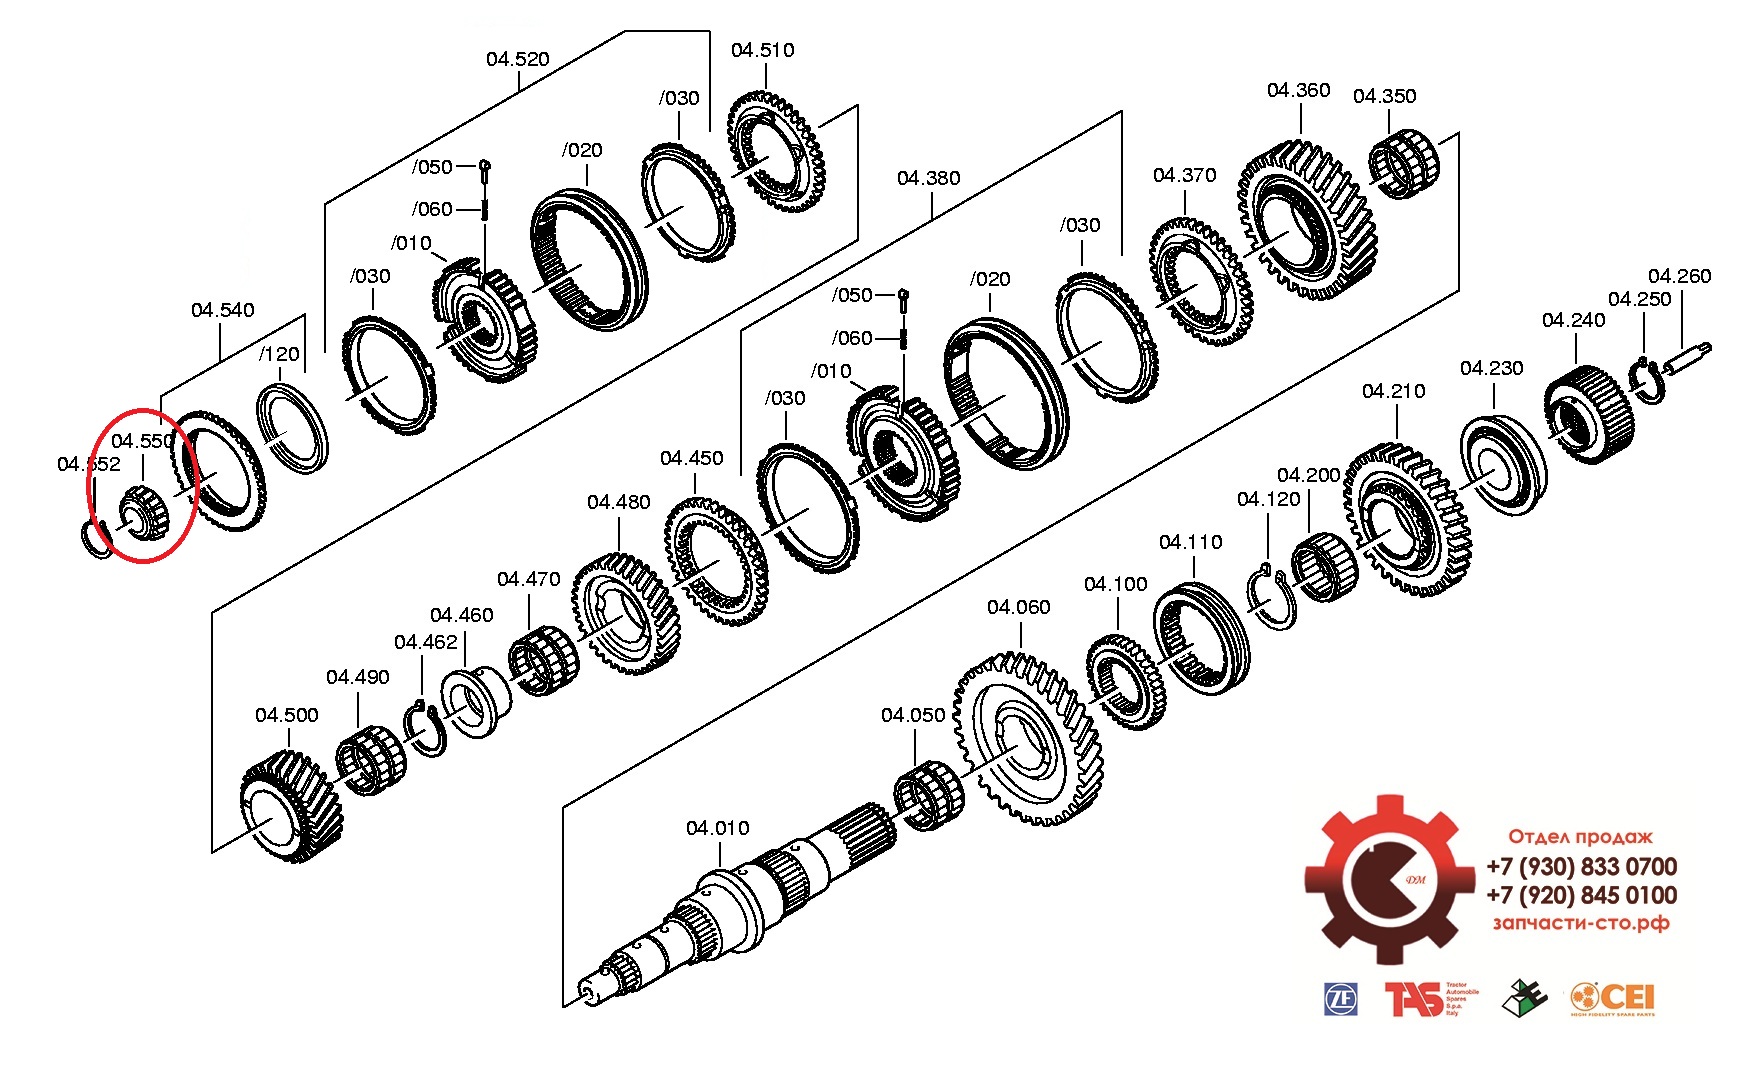 04.520
04.510
/030
/020
/050
/060
/010
/030
04.540
/120
04.550
04.552
04.360
04.350
04.380
04.370
/030
/020
/050
/060
/010
/030
04.260
04.250
04.240
04.230
04.210
04.200
04.120
04.110
04.100
04.060
04.050
04.010
04.450
04.480
04.470
04.460
04.462
04.490
04.500
DM
Отдел продаж
+7 (930) 833 0700
+7 (920) 845 0100
запчасти-сто.рф
ZF
TAS
Tractor
Automobile
Spares
S.p.a.
Italy
CEI
HIGH FIDELITY SPARE PARTS